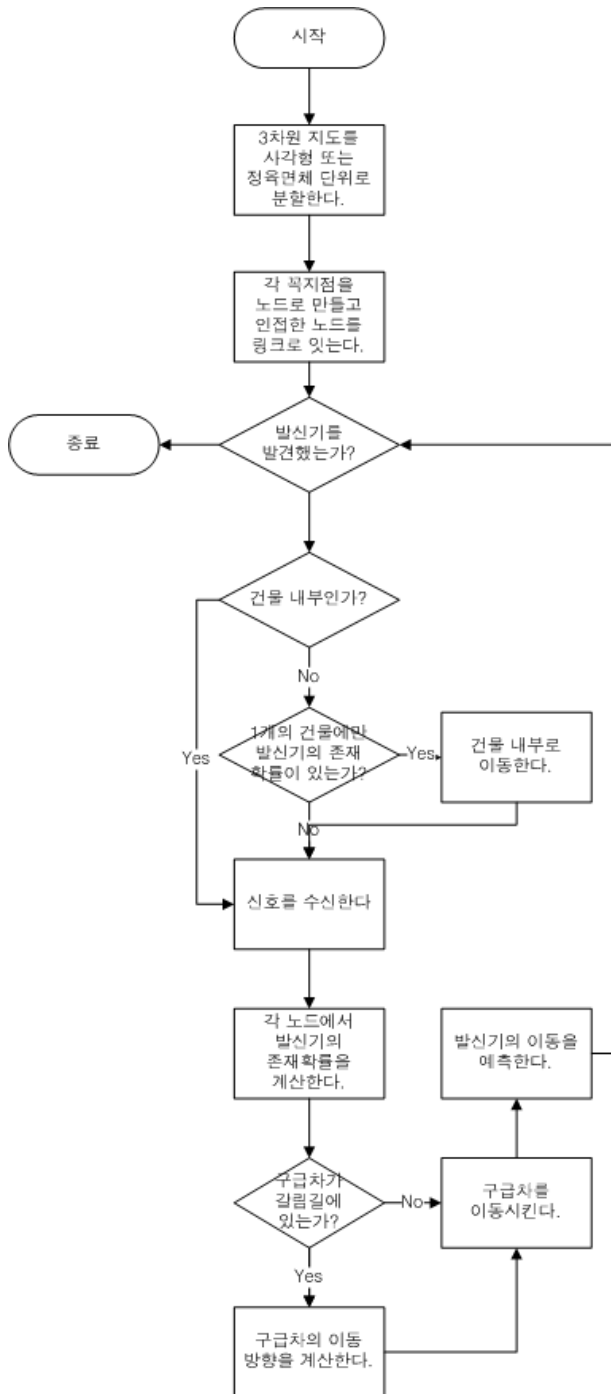 시작
3차원 지도를
사각형 또는
정육면체 단위로
분할한다.
각 꼭지점을
노드로 만들고
인접한 노드를
링크로 잇는다.
종료
발신기를
발견했는가?
건물 내부인가?
No
Yes
1개의 건물에만
발신기의 존재
확률이 있는가?
Yes
건물 내부로
이동한다.
No
신호를 수신한다
각 노드에서
발신기의
존재확률을
계산한다.
발신기의 이동을
예측한다.
구급차가
갈림길에
있는가?
No
구급차를
이동시킨다.
Yes
구급차의 이동
방향을 계산한다.